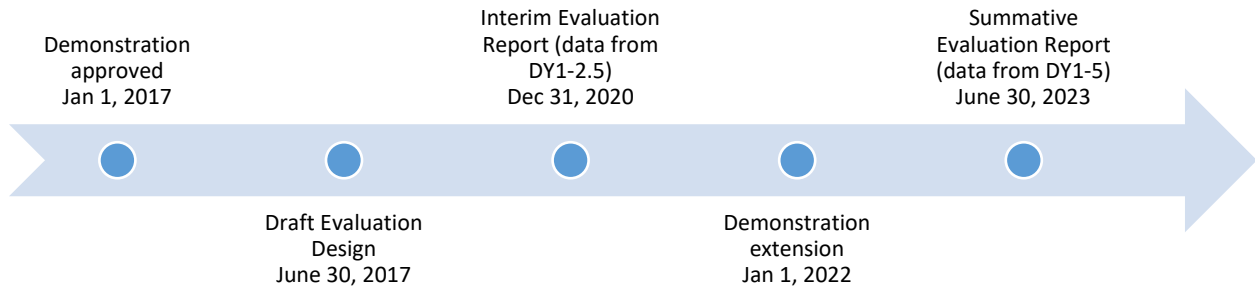 Demonstration
approved
Jan 1, 2017
Draft Evaluation
Design
June 30, 2017
Interim Evaluation
Report (data from
DY1-2.5)
Dec 31, 2020
Demonstration
extension
Jan 1, 2022
Summative
Evaluation Report
(data from DY1-5)
June 30, 2023